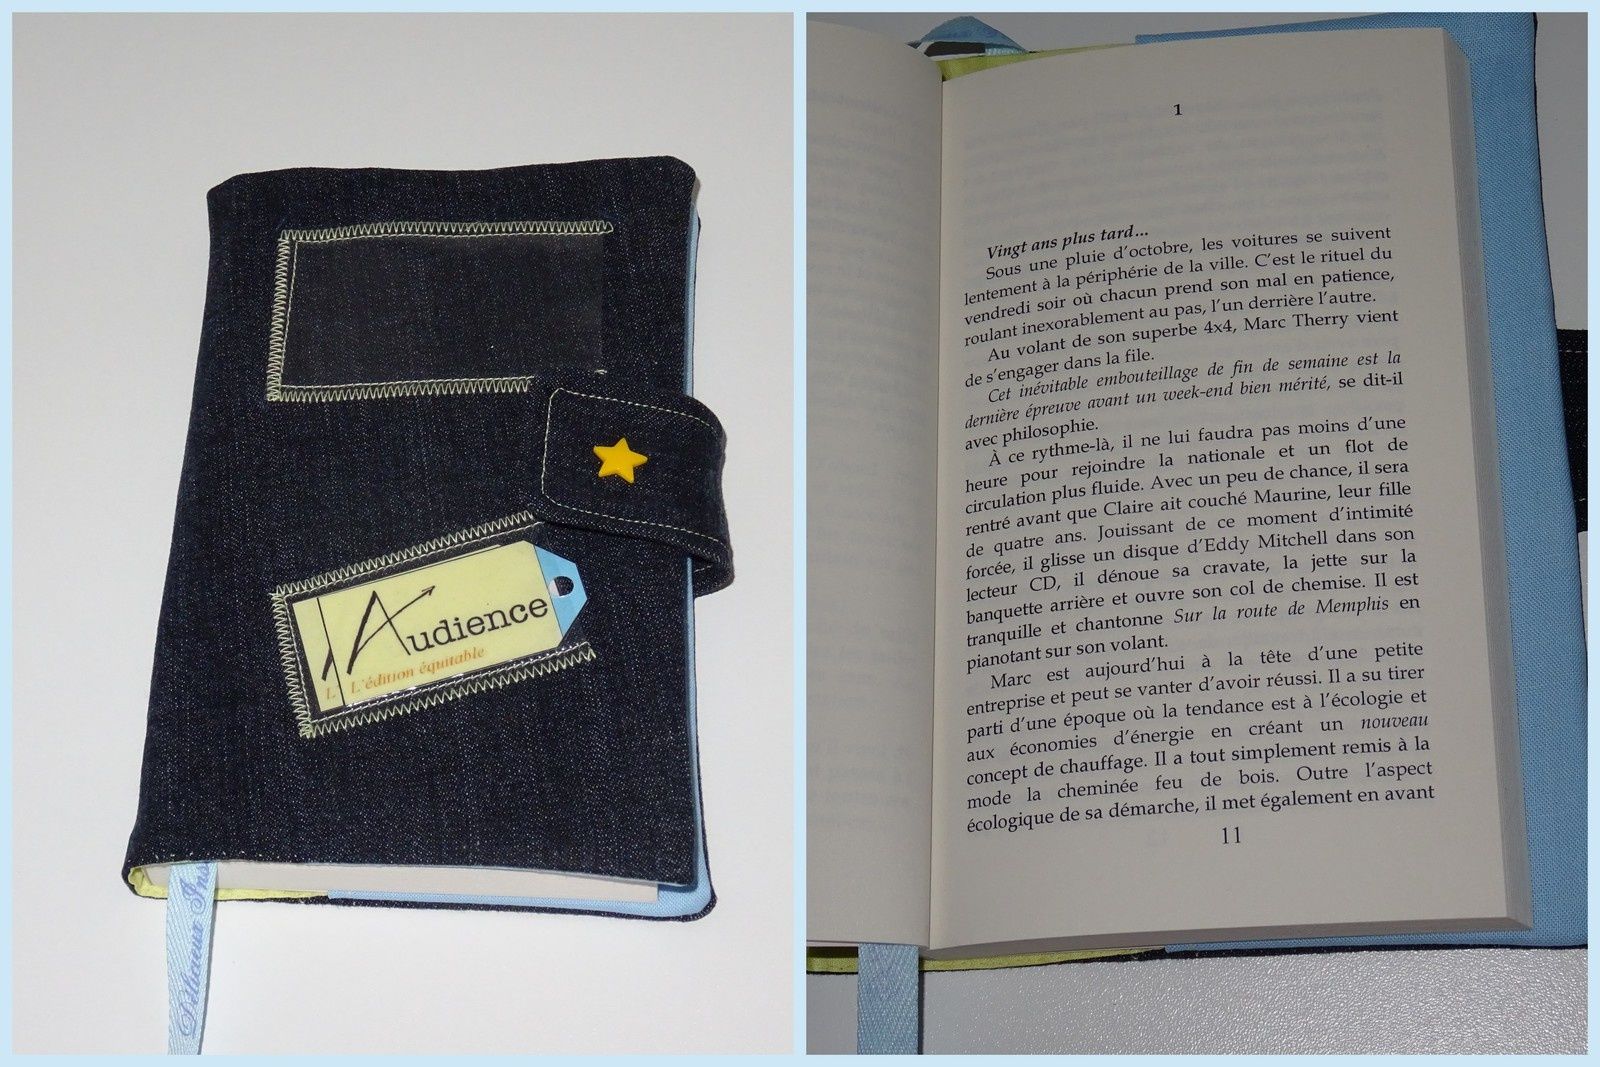 Audience
L'édition équitable
1
Vingt ans plus tard…
Sous une pluie d'octobre, les voitures se suivent
lentement à la périphérie de la ville. C'est le rituel du
vendredi soir où chacun prend son mal en patience,
roulant inexorablement au pas, l'un derrière l'autre.
Au volant de son superbe 4x4, Marc Therry vient
de s'engager dans la file.
Cet inévitable embouteillage de fin de semaine est la
dernière épreuve avant un week-end bien mérité, se dit-il
avec philosophie.
À ce rythme-là, il ne lui faudra pas moins d'une
heure pour rejoindre la nationale et un flot de
circulation plus fluide. Avec un peu de chance, il sera
rentré avant que Claire ait couché Maurine, leur fille
de quatre ans. Jouissant de ce moment d'intimité
forcée, il glisse un disque d'Eddy Mitchell dans son
lecteur CD, il dénoue sa cravate, la jette sur la
banquette arrière et ouvre son col de chemise. Il est
tranquille et chantonne Sur la route de Memphis en
pianotant sur son volant.
Marc est aujourd'hui à la tête d'une petite
entreprise et peut se vanter d'avoir réussi. Il a su tirer
parti d'une époque où la tendance est à l'écologie et
aux économies d'énergie en créant un nouveau
concept de chauffage. Il a tout simplement remis à la
mode la cheminée feu de bois. Outre l'aspect
écologique de sa démarche, il met également en avant
11